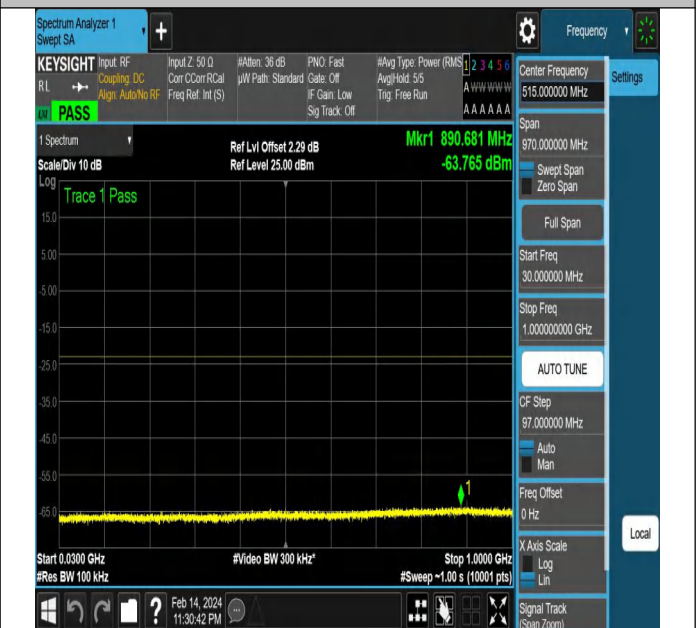 Spectrum Analyzer 1
Swept SA
+
Frequency
KEYSIGHT
RL
PASS
Input: RF
Coupling: DC
Align: Auto/No RF
Input Z: 50 Ω
Corr CCorr RCal
Freq Ref: Int (S)
#Atten: 36 dB
µW Path: Standard
PNO: Fast
Gate: Off
IF Gain: Low
Sig Track: Off
#Avg Type: Power (RMS
Avg|Hold: 5/5
Trig: Free Run
1 2 3 4 5 6
A W W W W W
A A A A A A
1 Spectrum
Scale/Div 10 dB
Ref Lvl Offset 2.29 dB
Ref Level 25.00 dBm
Mkr1 890.681 MHz
-63.765 dBm
Log
Trace 1 Pass
15.0
5.00
-5.00
-15.0
-25.0
-35.0
-45.0
-55.0
-65.0
1
Start 0.0300 GHz
#Res BW 100 kHz
#Video BW 300 kHz*
Stop 1.0000 GHz
#Sweep ~1.00 s (10001 pts)
Center Frequency
515.000000 MHz
Settings
Span
970.000000 MHz
Swept Span
Zero Span
Full Span
Start Freq
30.000000 MHz
Stop Freq
1.000000000 GHz
AUTO TUNE
CF Step
97.000000 MHz
Auto
Man
Freq Offset
0 Hz
Local
X Axis Scale
Log
Lin
Signal Track
(Span Zoom)
?
Feb 14, 2024
11:30:42 PM